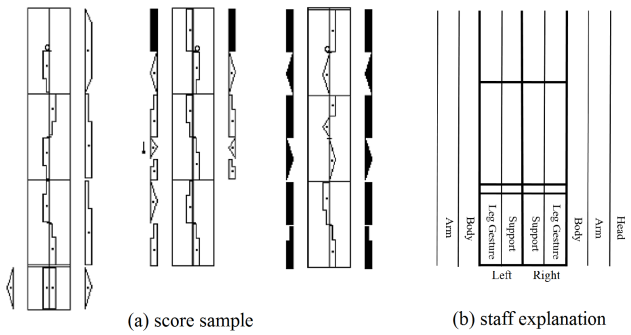 Arm
Body
Leg Gesture
Support
Support
Leg Gesture
Body
Arm
Head
Left Right
(a) score sample
(b) staff explanation